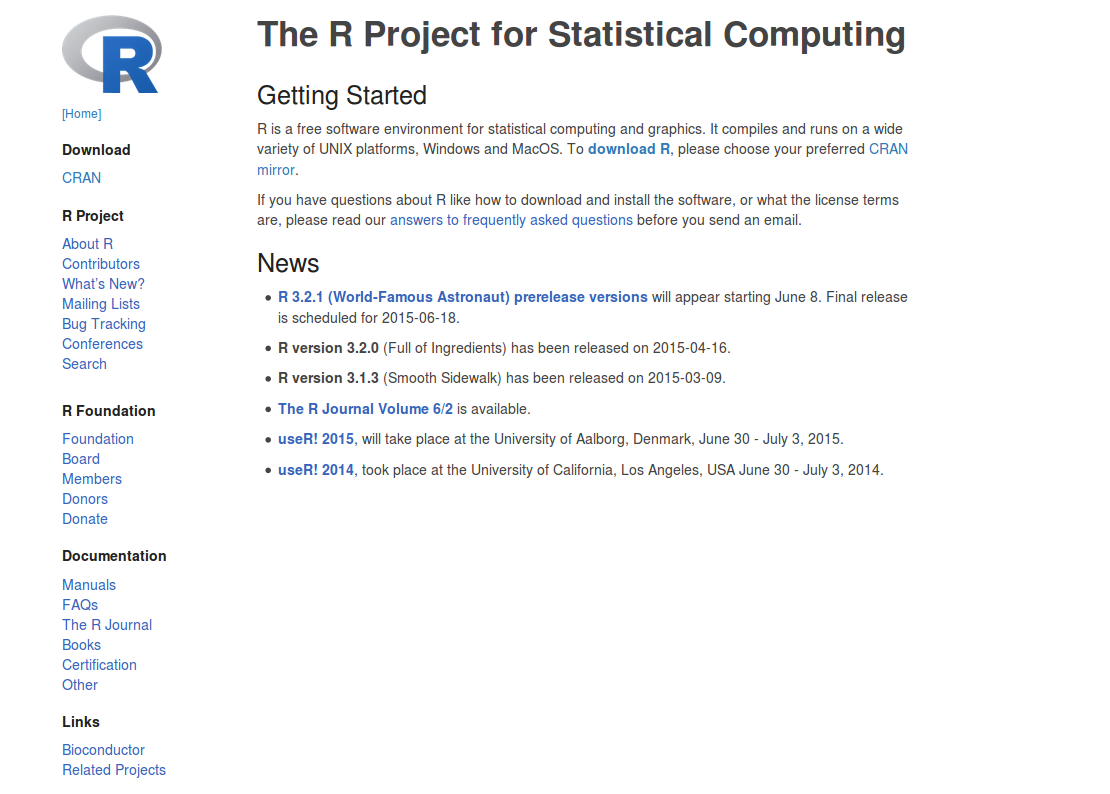 R
[Home]
Download
CRAN
R Project
About R
Contributors
What's New?
Mailing Lists
Bug Tracking
Conferences
Search
R Foundation
Foundation
Board
Members
Donors
Donate
Documentation
Manuals
FAQs
The R Journal
Books
Certification
Other
Links
Bioconductor
Related Projects
The R Project for Statistical Computing
Getting Started
R is a free software environment for statistical computing and graphics. It compiles and runs on a wide
variety of UNIX platforms, Windows and MacOS. To download R, please choose your preferred CRAN
mirror.
If you have questions about R like how to download and install the software, or what the license terms
are, please read our answers to frequently asked questions before you send an email.
News
• R 3.2.1 (World-Famous Astronaut) prerelease versions will appear starting June 8. Final release
is scheduled for 2015-06-18.
• R version 3.2.0 (Full of Ingredients) has been released on 2015-04-16.
• R version 3.1.3 (Smooth Sidewalk) has been released on 2015-03-09.
• The R Journal Volume 6/2 is available.
• useR! 2015, will take place at the University of Aalborg, Denmark, June 30 - July 3, 2015.
• useR! 2014, took place at the University of California, Los Angeles, USA June 30 - July 3, 2014.